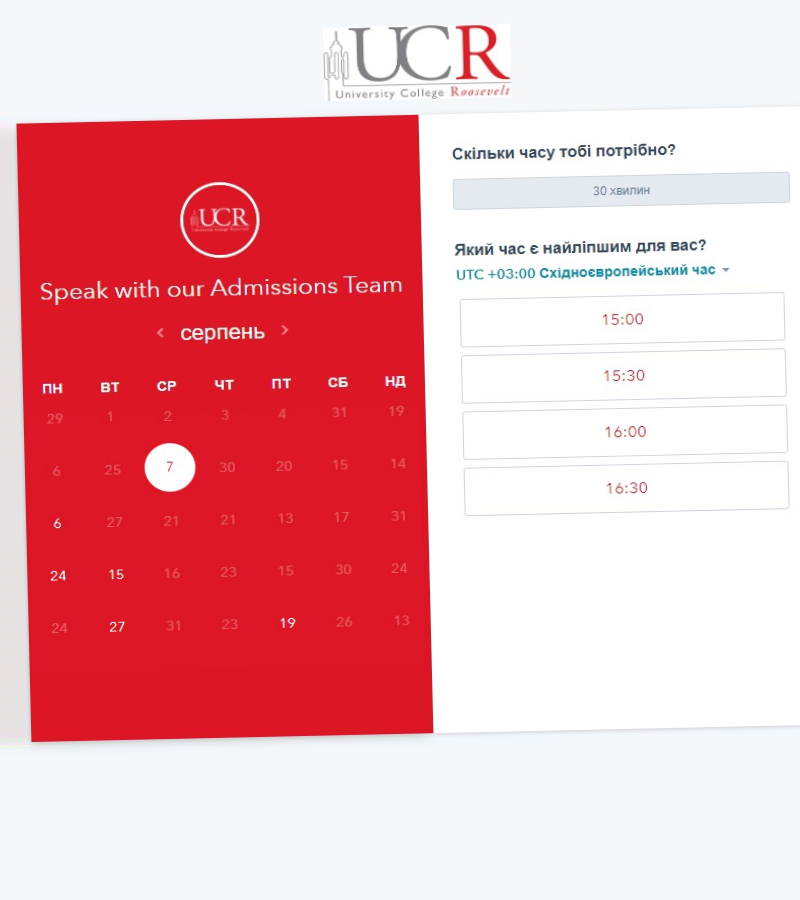 UCR
University College Roosevelt
UCR
Speak with our Admissions Team
серпень
ПН ВТ СР ЧТ ПТ СБ НД
29 1 2 3 4 31 19
6 25 7 30 20 15 14
6 27 21 21 13 17 31
24 15 16 23 15 30 24
24 27 31 23 19 26 13
Скільки часу тобі потрібно?
30 хвилин
Який час є найліпшим для вас?
UTC +03:00 Східноєвропейський час
15:00
15:30
16:00
16:30